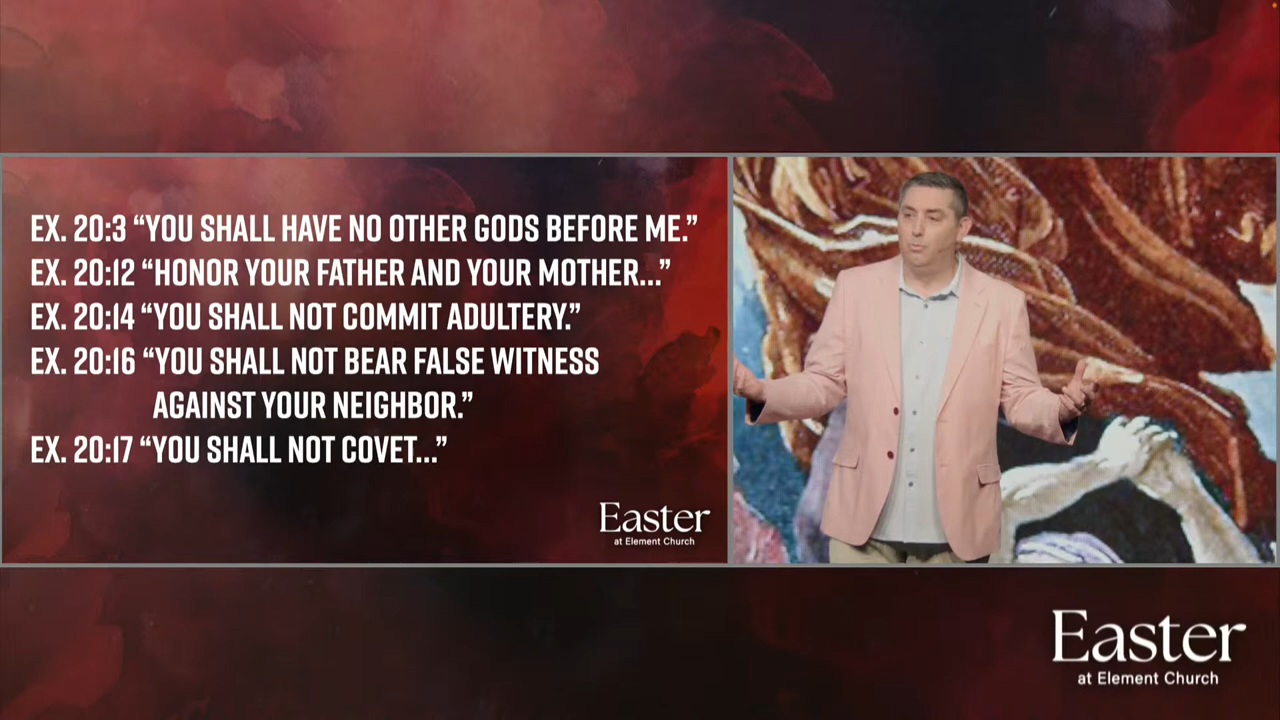 EX. 20:3 “YOU SHALL HAVE NO OTHER GODS BEFORE ME.”
EX. 20:12 “HONOR YOUR FATHER AND YOUR MOTHER...”
EX. 20:14 “YOU SHALL NOT COMMIT ADULTERY.”
EX. 20:16 “YOU SHALL NOT BEAR FALSE WITNESS
AGAINST YOUR NEIGHBOR.”
EX. 20:17 “YOU SHALL NOT COVET...”
Easter
at Element Church
Easter
at Element Church